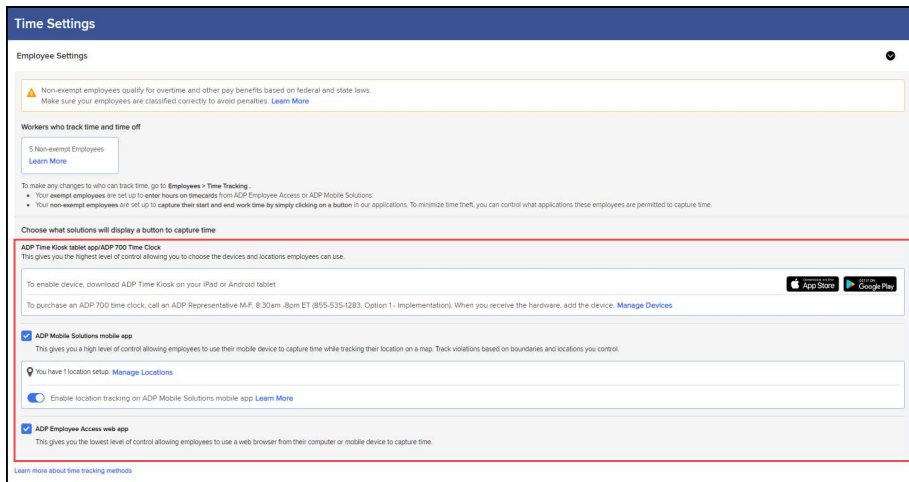 Time Settings
Employee Settings
Non-exempt employees qualify for overtime and other pay benefits based on federal and state laws.
Make sure your employees are classified correctly to avoid penalties. Learn More
Workers who track time and time off
5 Non-exempt Employees
Learn More
To make any changes to who can track time, go to Employees > Time Tracking .
• Your exempt employees are set up to enter hours on timecards from ADP Employee Access or ADP Mobile Solutions.
• Your non-exempt employees are set up to capture their start and end work time by simply clicking on a button in our applications. To minimize time theft, you can control what applications these employees are permitted to capture time.
Choose what solutions will display a button to capture time
ADP Time Kiosk tablet app/ADP 700 Time Clock
This gives you the highest level of control allowing you to choose the devices and locations employees can use.
To enable device, download ADP Time Kiosk on your iPad or Android tablet
Download on the App Store
GET IT ON Google Play
To purchase an ADP 700 time clock, call an ADP Representative M-F, 8:30am -8pm ET (855-535-1283, Option 1 - Implementation). When you receive the hardware, add the device. Manage Devices
ADP Mobile Solutions mobile app
This gives you a high level of control allowing employees to use their mobile device to capture time while tracking their location on a map. Track violations based on boundaries and locations you control.
You have 1 location setup. Manage Locations
Enable location tracking on ADP Mobile Solutions mobile app Learn More
ADP Employee Access web app
This gives you the lowest level of control allowing employees to use a web browser from their computer or mobile device to capture time.
Learn more about time tracking methods